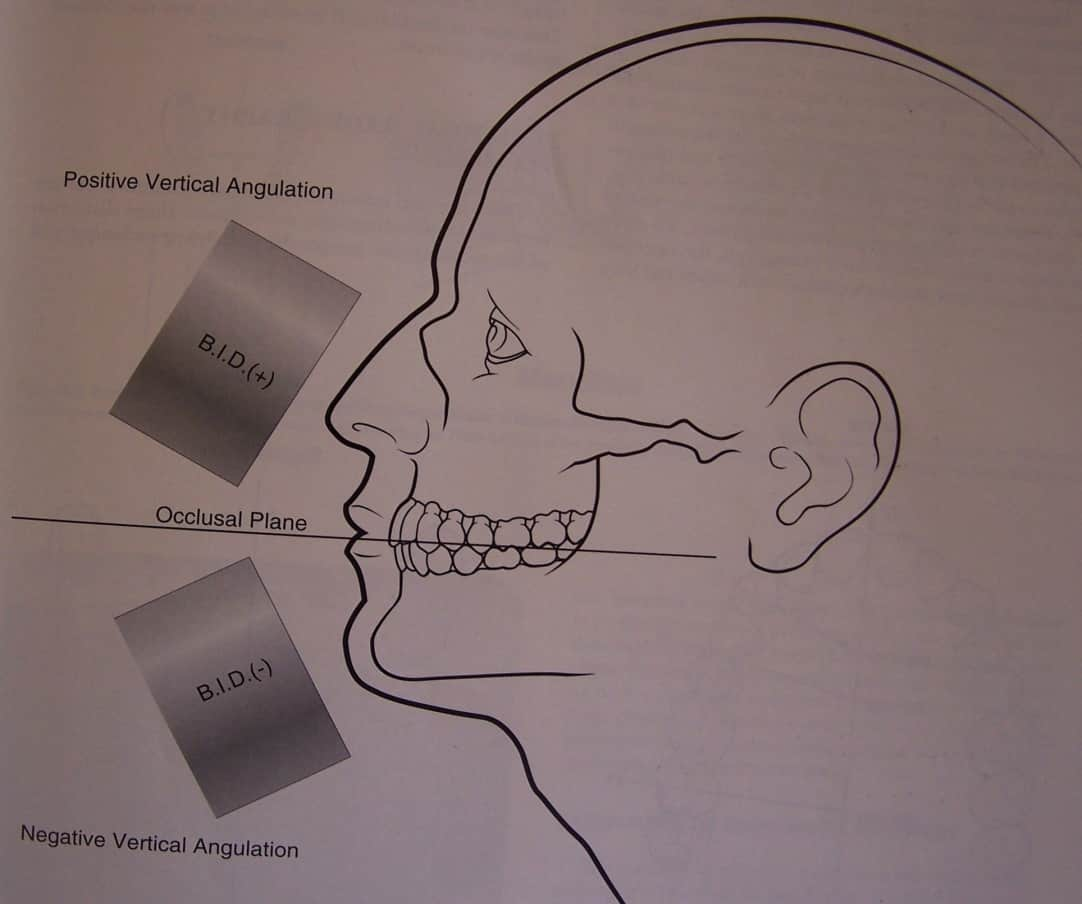 Positive Vertical Angulation
B.I.D.(+)
Occlusal Plane
B.I.D.(-)
Negative Vertical Angulation